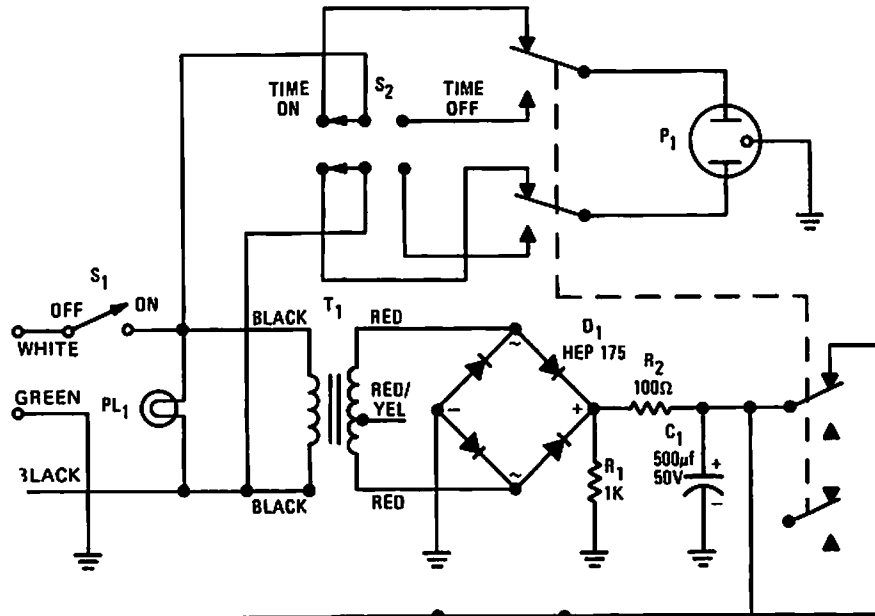 TIME
ON
S2
TIME
OFF
P1
S1
OFF
ON
WHITE
GREEN
PL1
BLACK
BLACK
BLACK
T1
RED
RED/
YEL
RED
~
~
-
+
D1
HEP 175
R2
100Ω
R1
1K
C1
500µf
50V
+
-